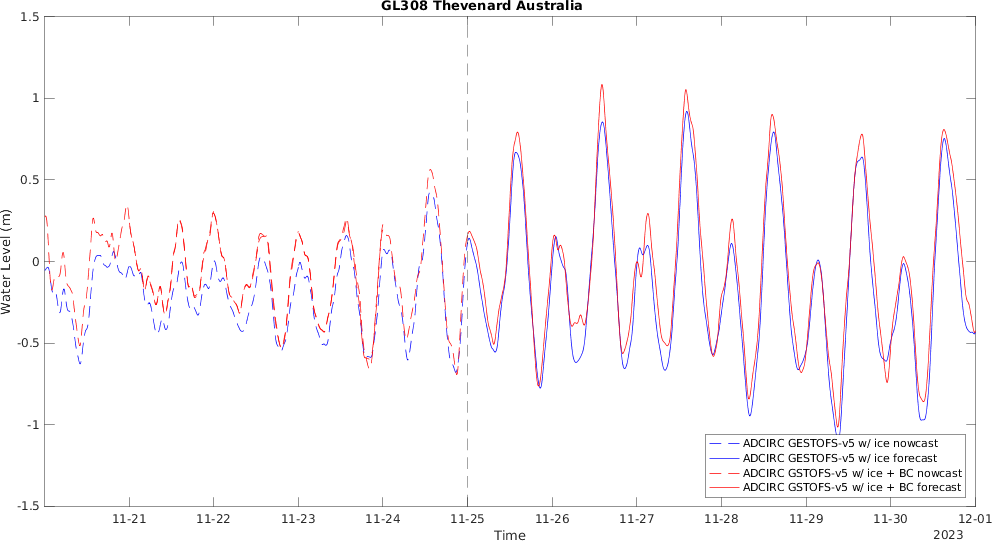 GL308 Thevenard Australia
1.5
1
0.5
0
-0.5
-1
-1.5
Water Level (m)
ADCIRC GESTOFS-v5 w/ ice nowcast
ADCIRC GESTOFS-v5 w/ ice forecast
ADCIRC GSTOFS-v5 w/ ice + BC nowcast
ADCIRC GSTOFS-v5 w/ ice + BC forecast
11-21 11-22 11-23 11-24 11-25 11-26 11-27 11-28 11-29 11-30 12-01
Time
2023